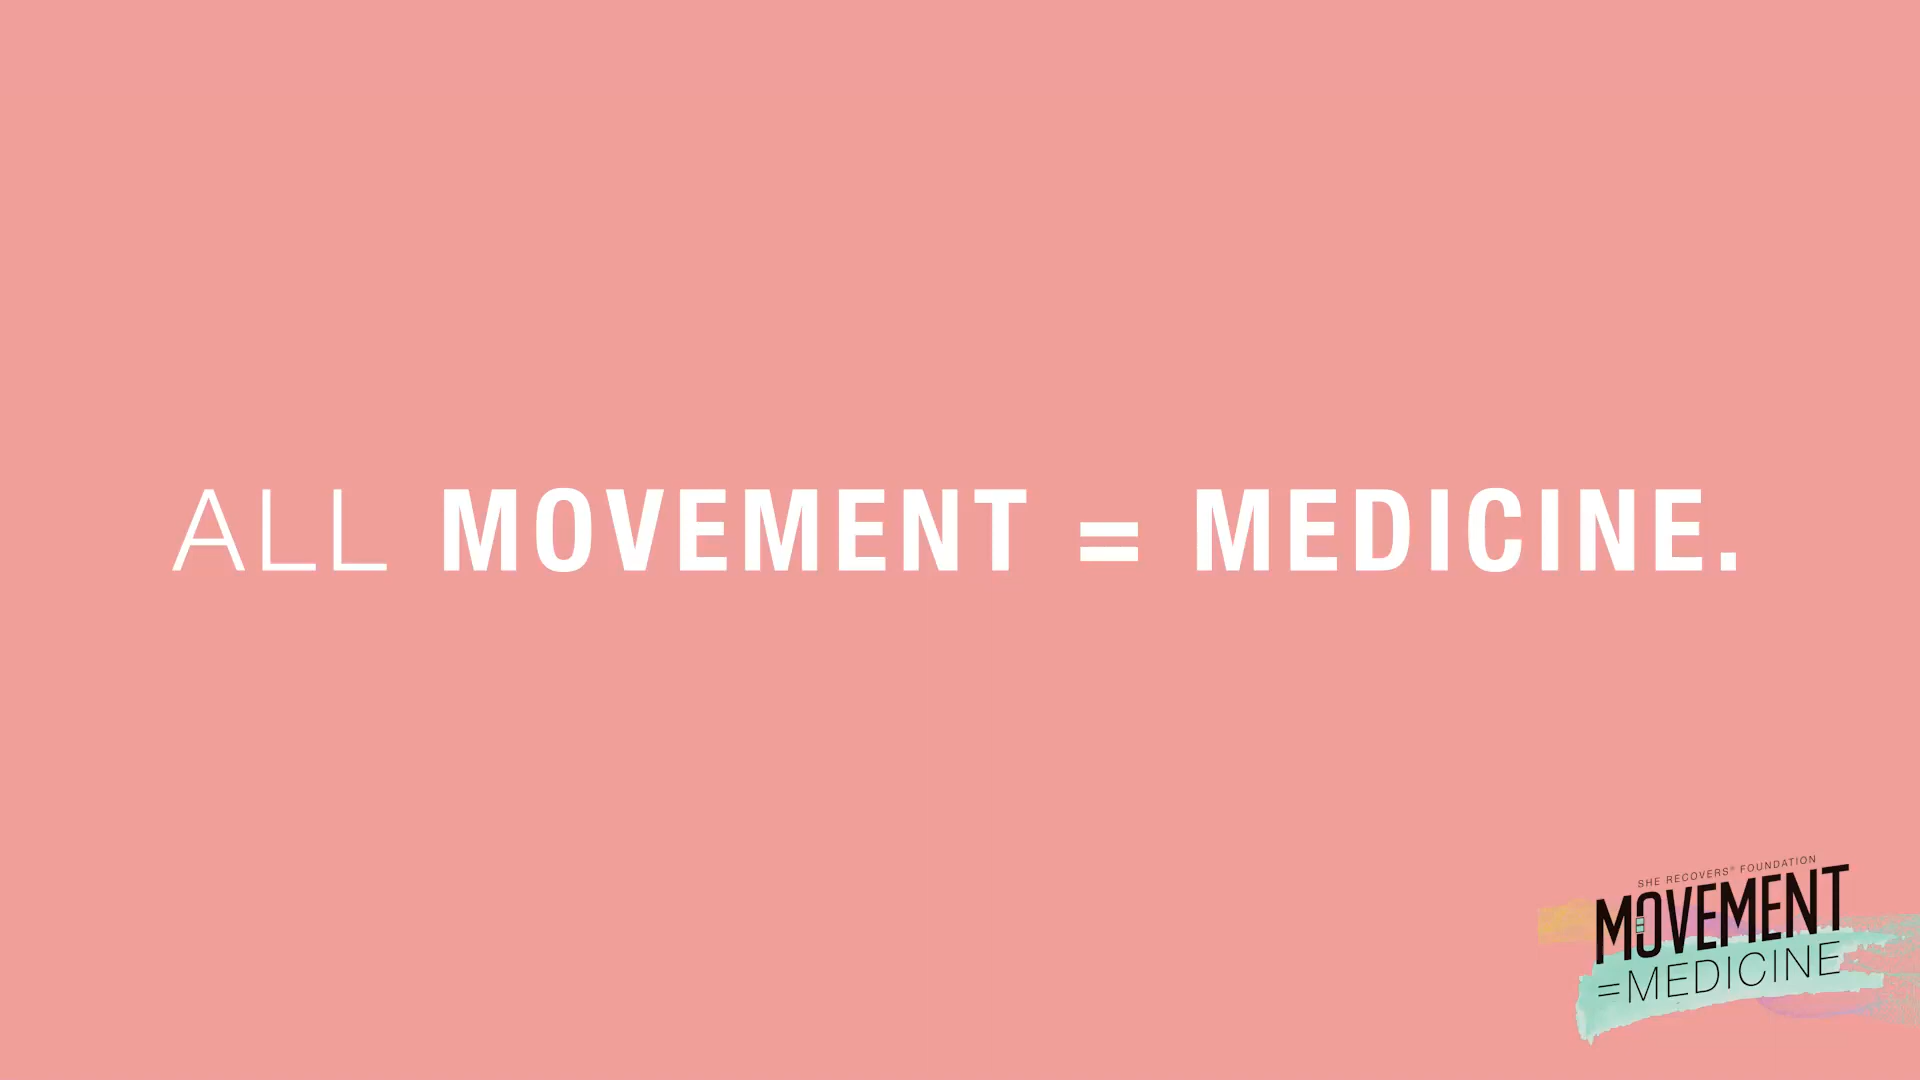 ALL MOVEMENT = MEDICINE.
SHE RECOVERS® FOUNDATION
MOVEMENT
=MEDICINE